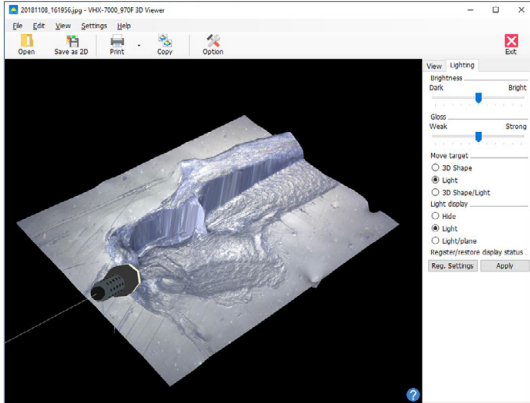 20181108_161956.jpg - VHX-7000_970F 3D Viewer
File Edit View Settings Help
Open Save as 2D Print Copy Option Exit
View Lighting
Brightness
Dark Bright
Gloss
Weak Strong
Move target
3D Shape
Light
3D Shape/Light
Light display
Hide
Light
Light/plane
Register/restore display status
Reg. Settings Apply
?